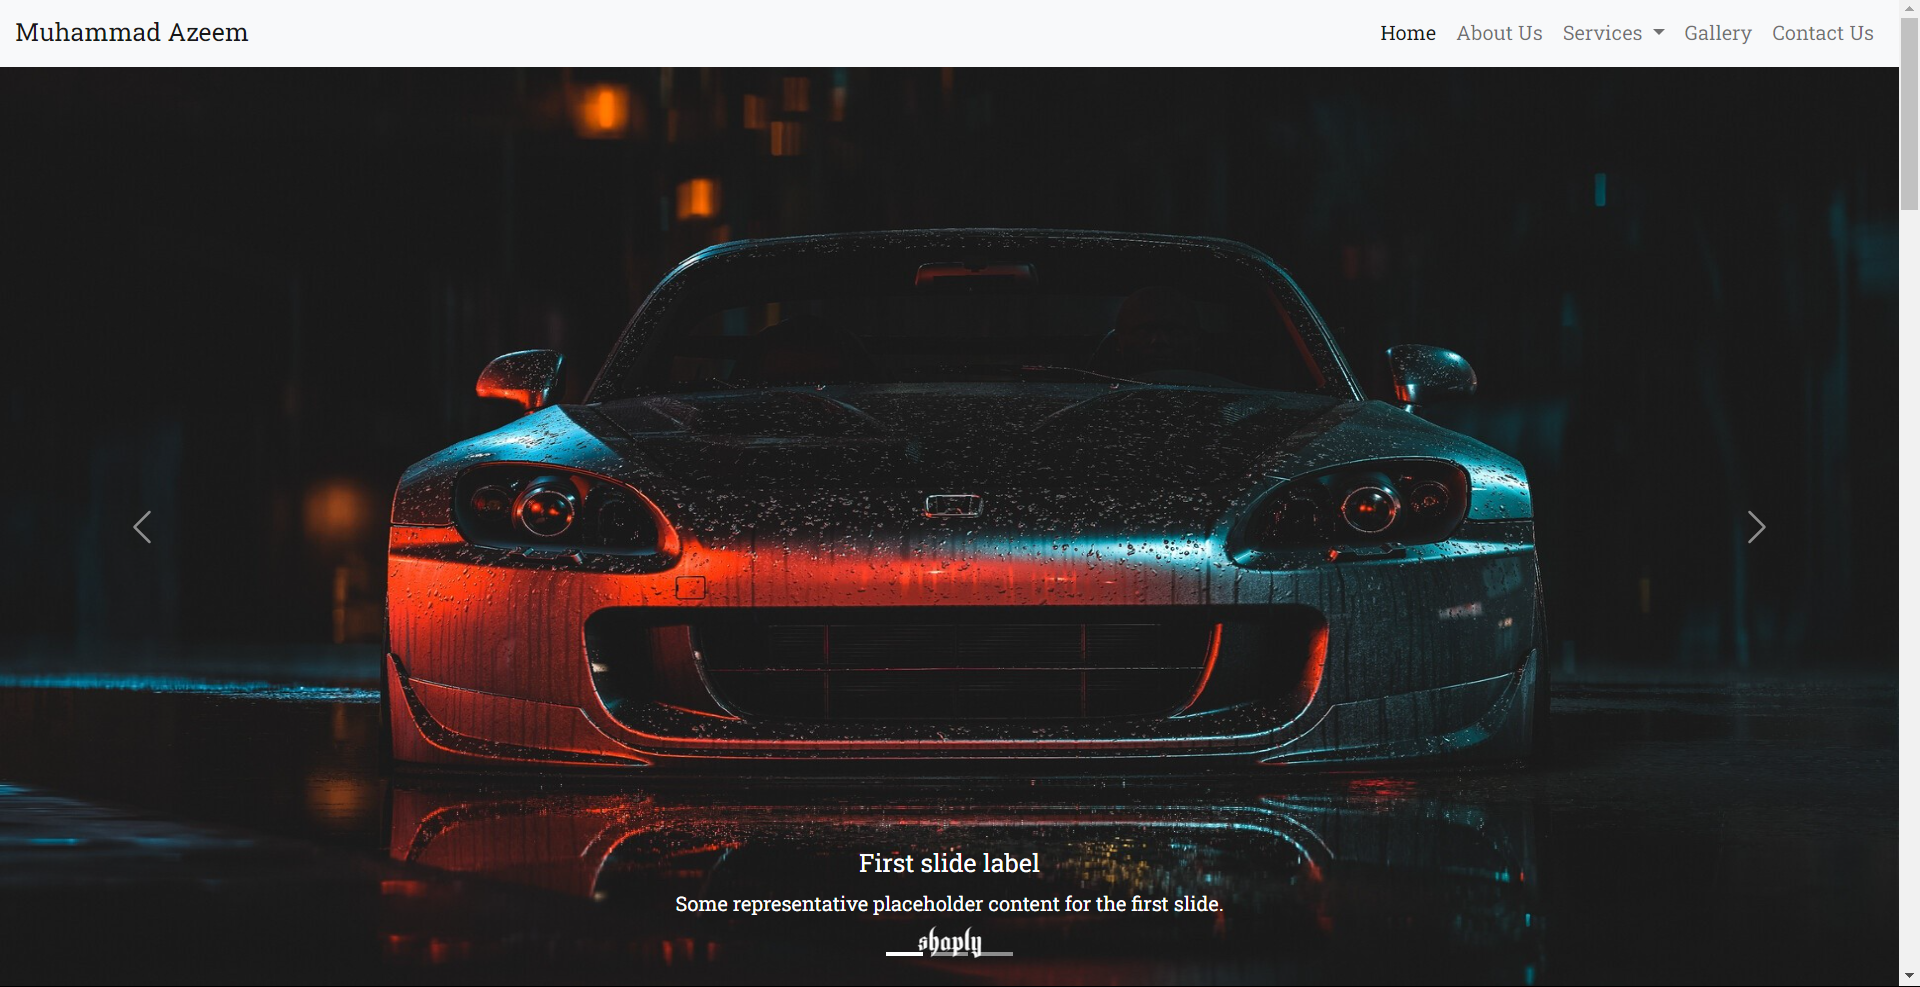 Muhammad Azeem
Home About Us Services Gallery Contact Us
First slide label
Some representative placeholder content for the first slide.
shaply